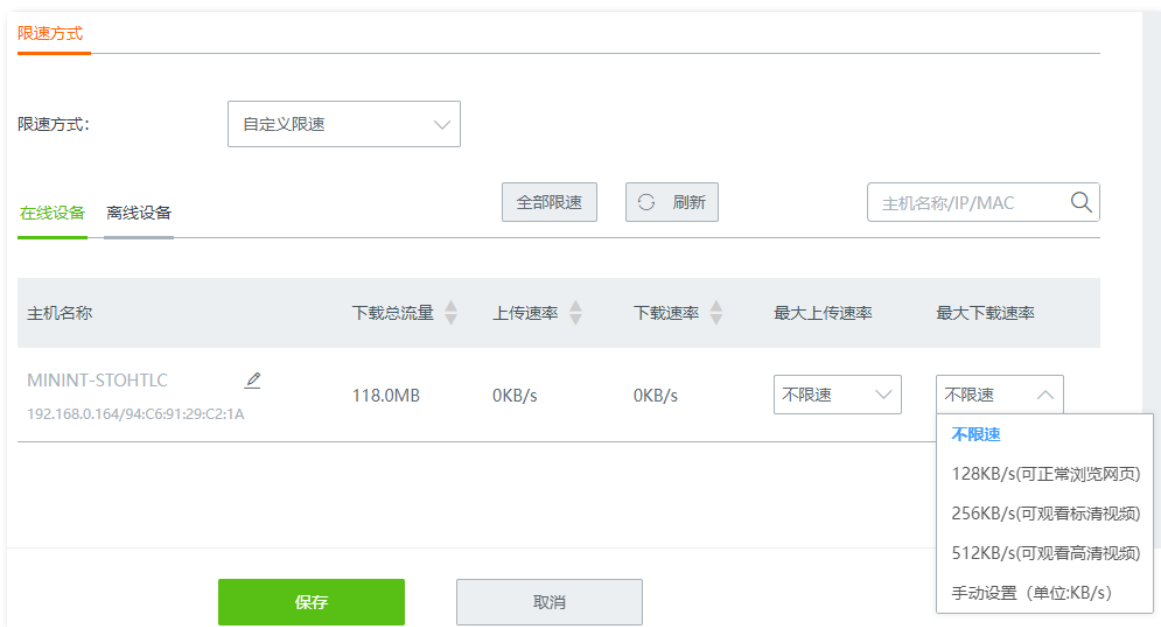 限速方式
限速方式: 自定义限速
在线设备 离线设备 全部限速 刷新 主机名称/IP/MAC
主机名称 下载总流量 上传速率 下载速率 最大上传速率 最大下载速率
MININT-STOHTLC
192.168.0.164/94:C6:91:29:C2:1A
118.0MB 0KB/s 0KB/s 不限速 不限速
不限速
128KB/s(可正常浏览网页)
256KB/s(可观看标清视频)
512KB/s(可观看高清视频)
手动设置（单位:KB/s）
保存 取消